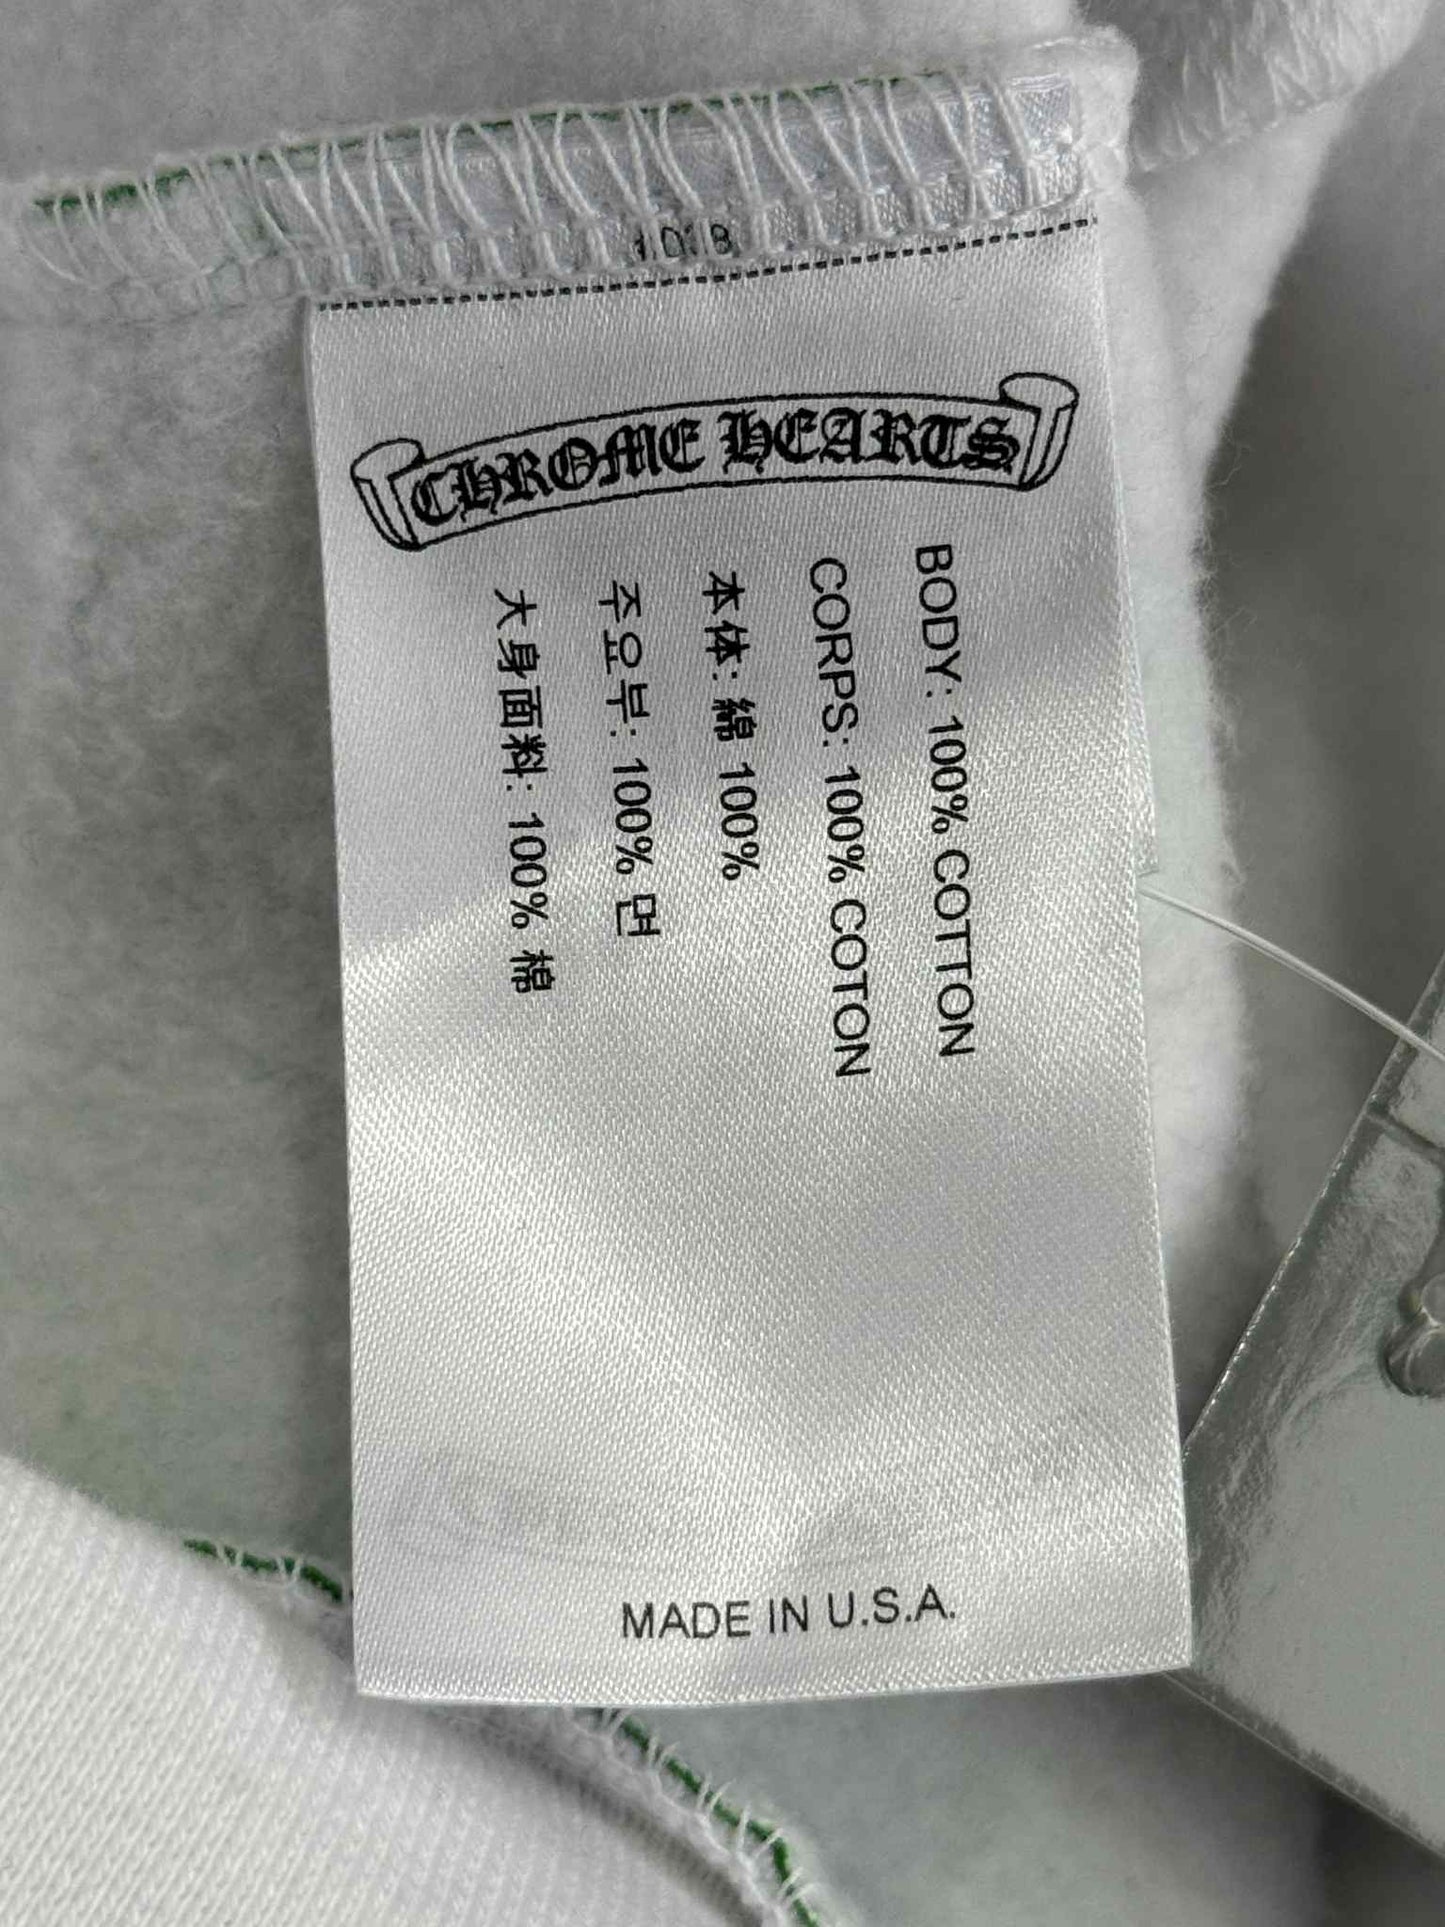 CHROME HEARTS
BODY: 100% COTTON
CORPS: 100% COTON
本体: 綿 100%
주요부: 100% 면
大身面料: 100% 棉
MADE IN U.S.A.